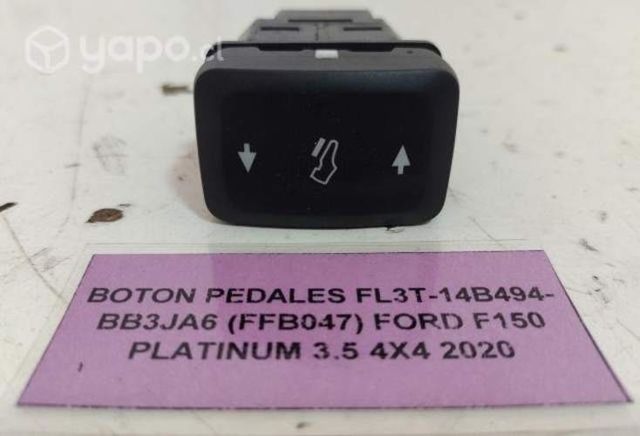 yapo.cl
BOTON PEDALES FL3T-14B494-
BB3JA6 (FFB047) FORD F150
PLATINUM 3.5 4X4 2020